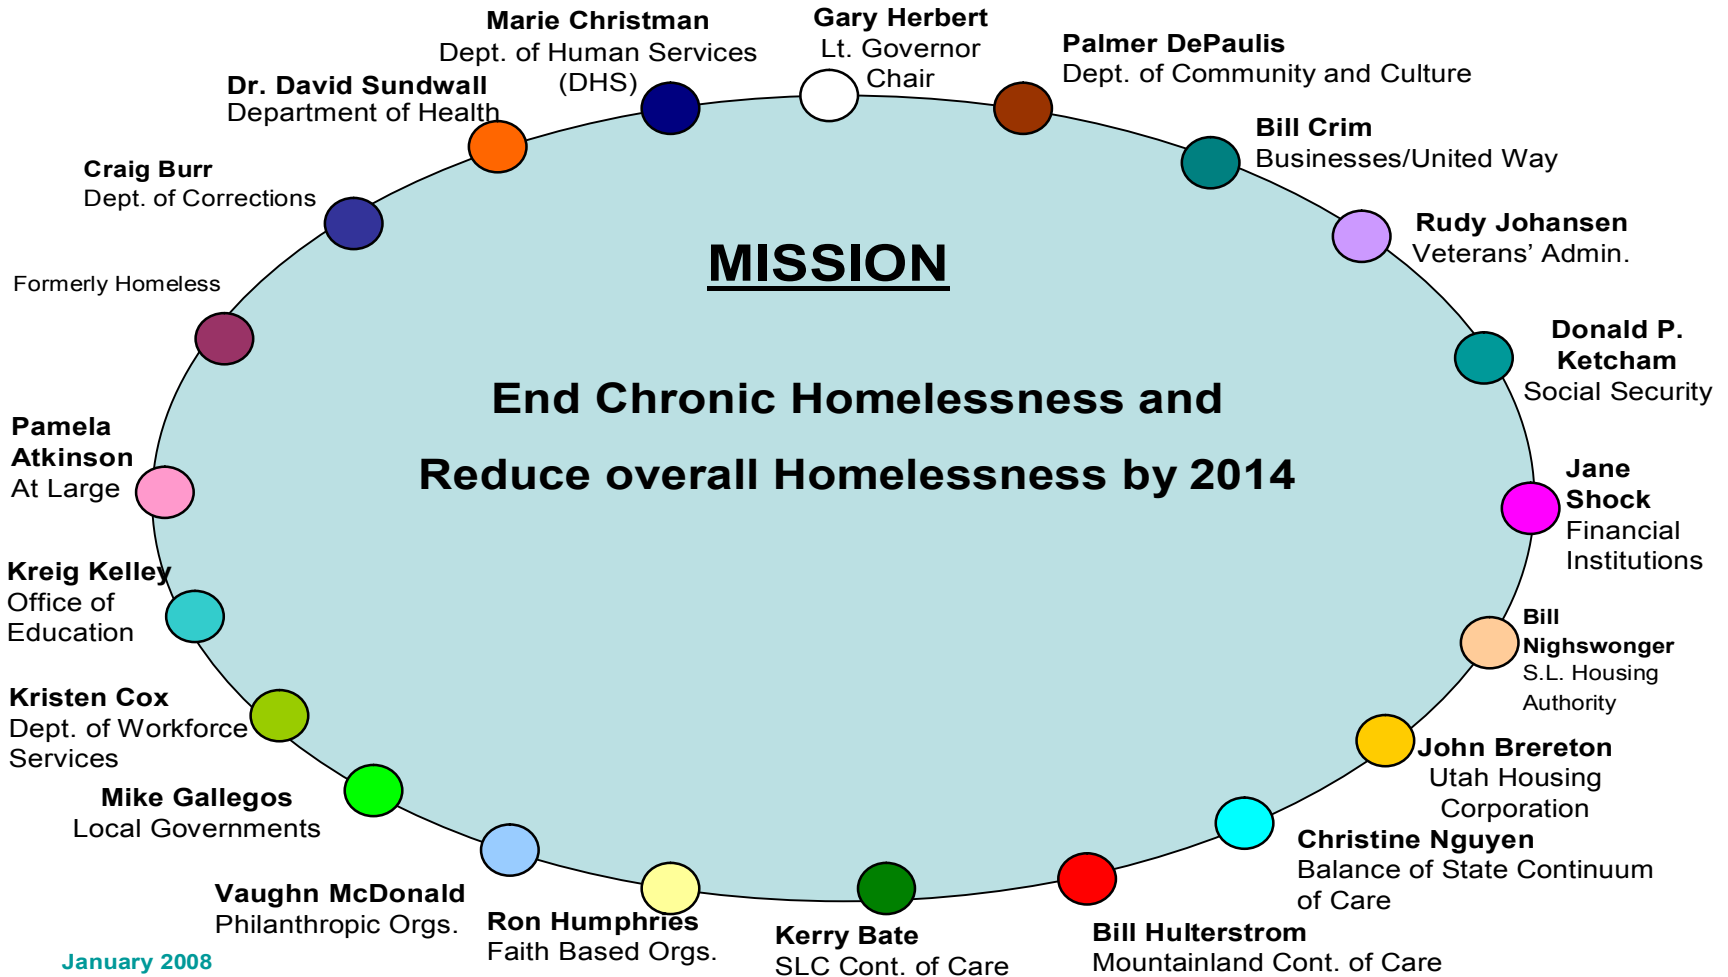 Marie Christman
Dept. of Human Services
(DHS)
Gary Herbert
Lt. Governor
Chair
Palmer DePaulis
Dept. of Community and Culture
Bill Crim
Businesses/United Way
Rudy Johansen
Veterans’ Admin.
Donald P.
Ketcham
Social Security
Jane
Shock
Financial
Institutions
Bill
Nighswonger
S.L. Housing
Authority
John Brereton
Utah Housing
Corporation
Christine Nguyen
Balance of State Continuum
of Care
Bill Hulterstrom
Mountainland Cont. of Care
Kerry Bate
SLC Cont. of Care
Ron Humphries
Faith Based Orgs.
Vaughn McDonald
Philanthropic Orgs.
Mike Gallegos
Local Governments
Kristen Cox
Dept. of Workforce
Services
Kreig Kelley
Office of
Education
Pamela
Atkinson
At Large
Formerly Homeless
Craig Burr
Dept. of Corrections
Dr. David Sundwall
Department of Health
MISSION
End Chronic Homelessness and
Reduce overall Homelessness by 2014
January 2008